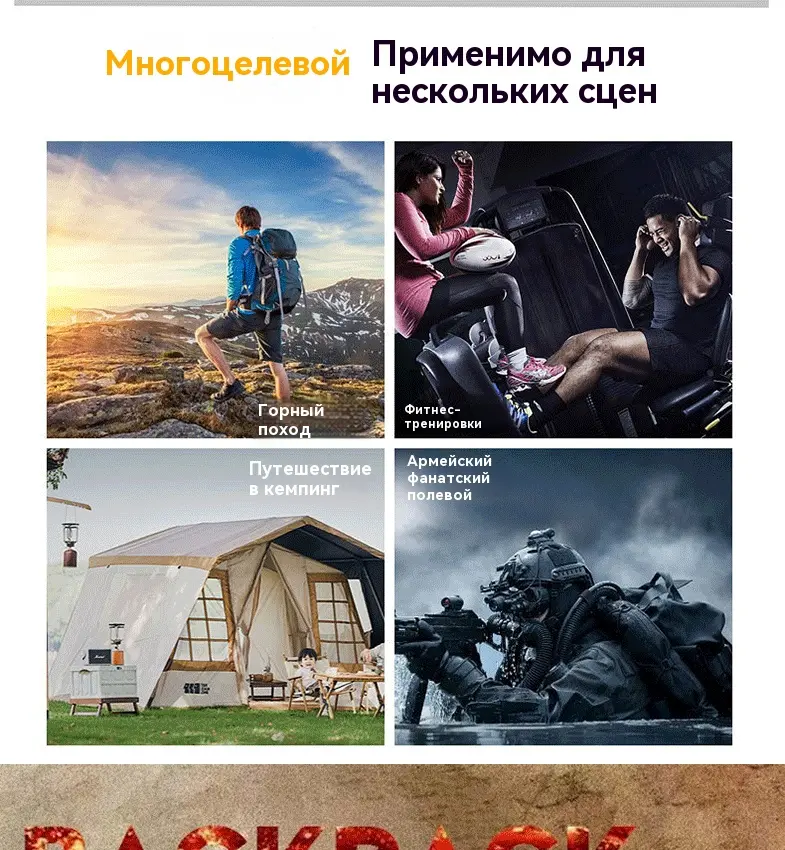 Многоцелевой
Применимо для
нескольких сцен
Горный
поход
Фитнес-
тренировки
Путешествие
в кемпинг
Армейский
фанатский
полевой
BACKPACK